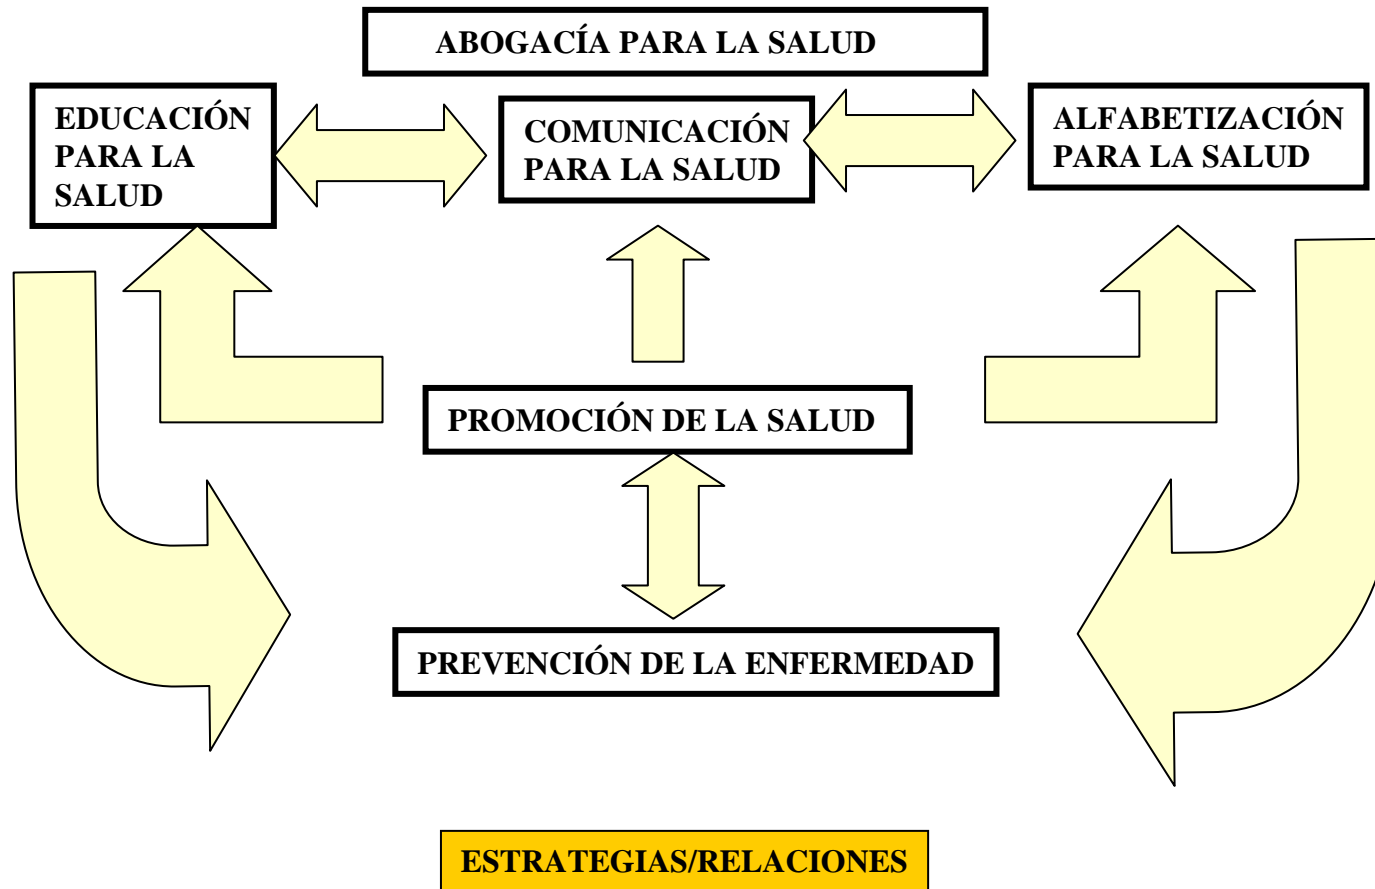 ABOGACÍA PARA LA SALUD
EDUCACIÓN
PARA LA
SALUD
COMUNICACIÓN
PARA LA SALUD
ALFABETIZACIÓN
PARA LA SALUD
PROMOCIÓN DE LA SALUD
PREVENCIÓN DE LA ENFERMEDAD
ESTRATEGIAS/RELACIONES